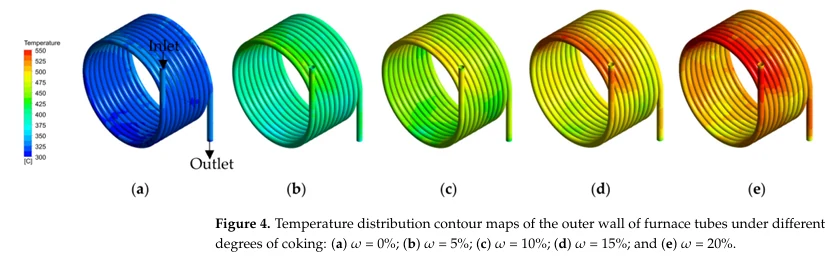 Temperature
550
525
500
475
450
425
400
375
350
325
300
[C]
Inlet
Outlet
(a)
(b)
(c)
(d)
(e)
Figure 4. Temperature distribution contour maps of the outer wall of furnace tubes under different
degrees of coking: (a) ω = 0%; (b) ω = 5%; (c) ω = 10%; (d) ω = 15%; and (e) ω = 20%.